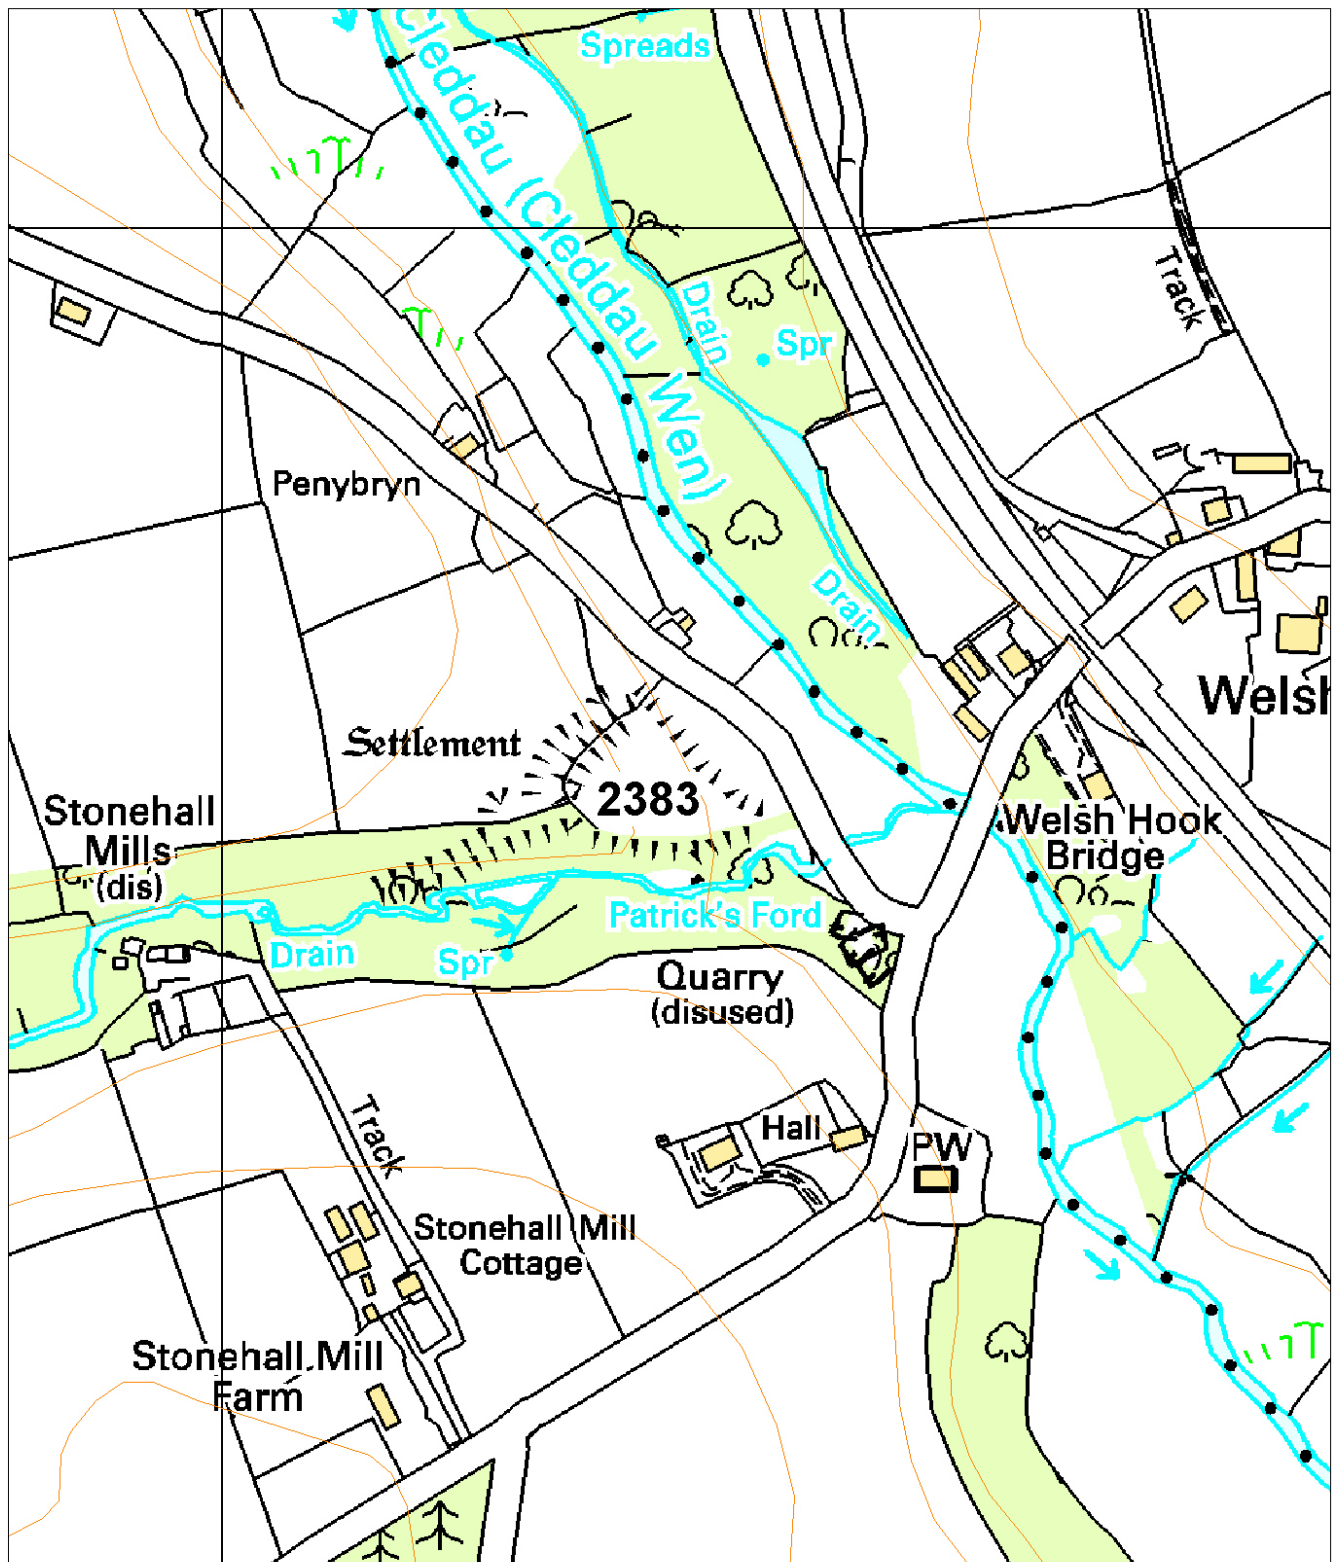 Spreads
Cleddau (Cleddau Wen)
Track
Drain
Spr
Penybryn
Drain
Welsh
Settlement
2383
Stonehall
Mills
(dis)
Welsh Hook
Bridge
Patrick's Ford
Drain
Spr
Quarry
(disused)
Track
Hall
PW
Stonehall Mill
Cottage
Stonehall Mill
Farm